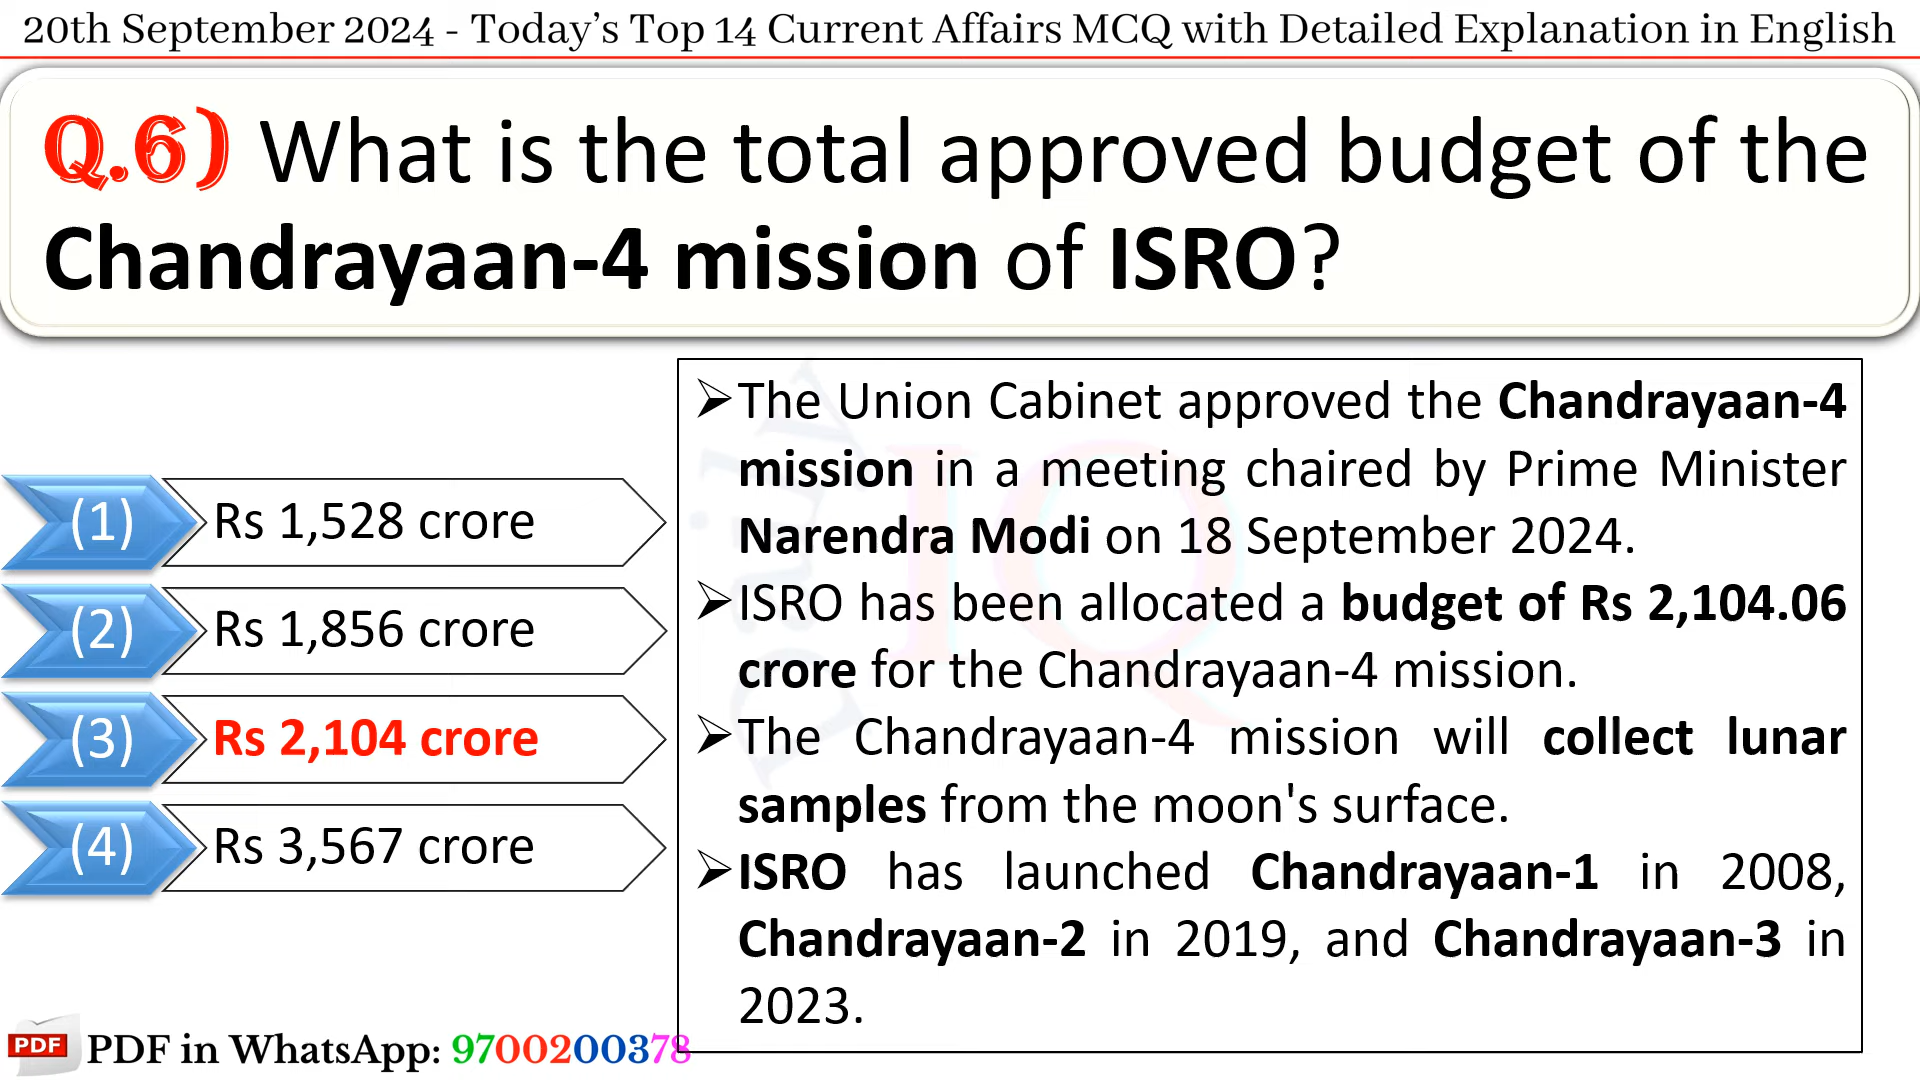 20th September 2024 - Today’s Top 14 Current Affairs MCQ with Detailed Explanation in English
Q.6) What is the total approved budget of the
Chandrayaan-4 mission of ISRO?
(1) Rs 1,528 crore
(2) Rs 1,856 crore
(3) Rs 2,104 crore
(4) Rs 3,567 crore
➢The Union Cabinet approved the Chandrayaan-4
mission in a meeting chaired by Prime Minister
Narendra Modi on 18 September 2024.
➢ISRO has been allocated a budget of Rs 2,104.06
crore for the Chandrayaan-4 mission.
➢The Chandrayaan-4 mission will collect lunar
samples from the moon's surface.
➢ISRO has launched Chandrayaan-1 in 2008,
Chandrayaan-2 in 2019, and Chandrayaan-3 in
2023.
Daily
IQ
PDF PDF in WhatsApp: 9700200378